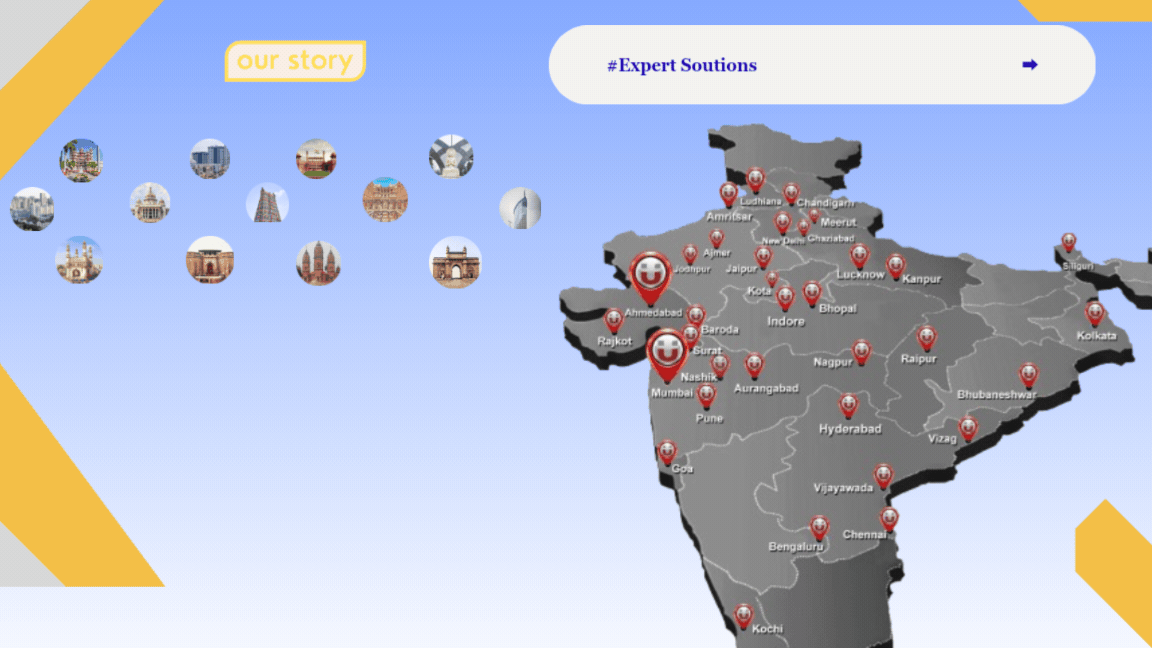 our story
#Expert Soutions
Ludhiana
Chandigarh
Amritsar
Meerut
New Delhi
Ghaziabad
Ajmer
Jodhpur
Jaipur
Lucknow
Kanpur
Siliguri
Kota
Ahmedabad
Indore
Bhopal
Rajkot
Baroda
Kolkata
Surat
Nagpur
Raipur
Nashik
Mumbai
Aurangabad
Bhubaneshwar
Pune
Hyderabad
Vizag
Goa
Vijayawada
Chennai
Bengaluru
Kochi